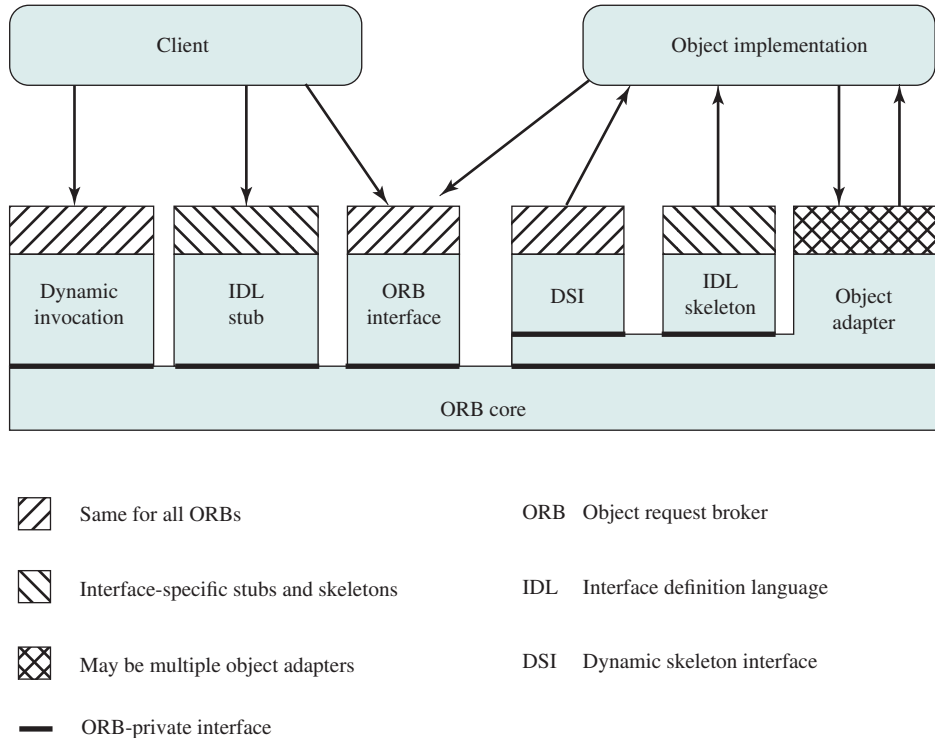 Client
Object implementation
Dynamic
invocation
IDL
stub
ORB
interface
DSI
IDL
skeleton
Object
adapter
ORB core
Same for all ORBs
Interface-specific stubs and skeletons
May be multiple object adapters
ORB-private interface
ORB Object request broker
IDL Interface definition language
DSI Dynamic skeleton interface